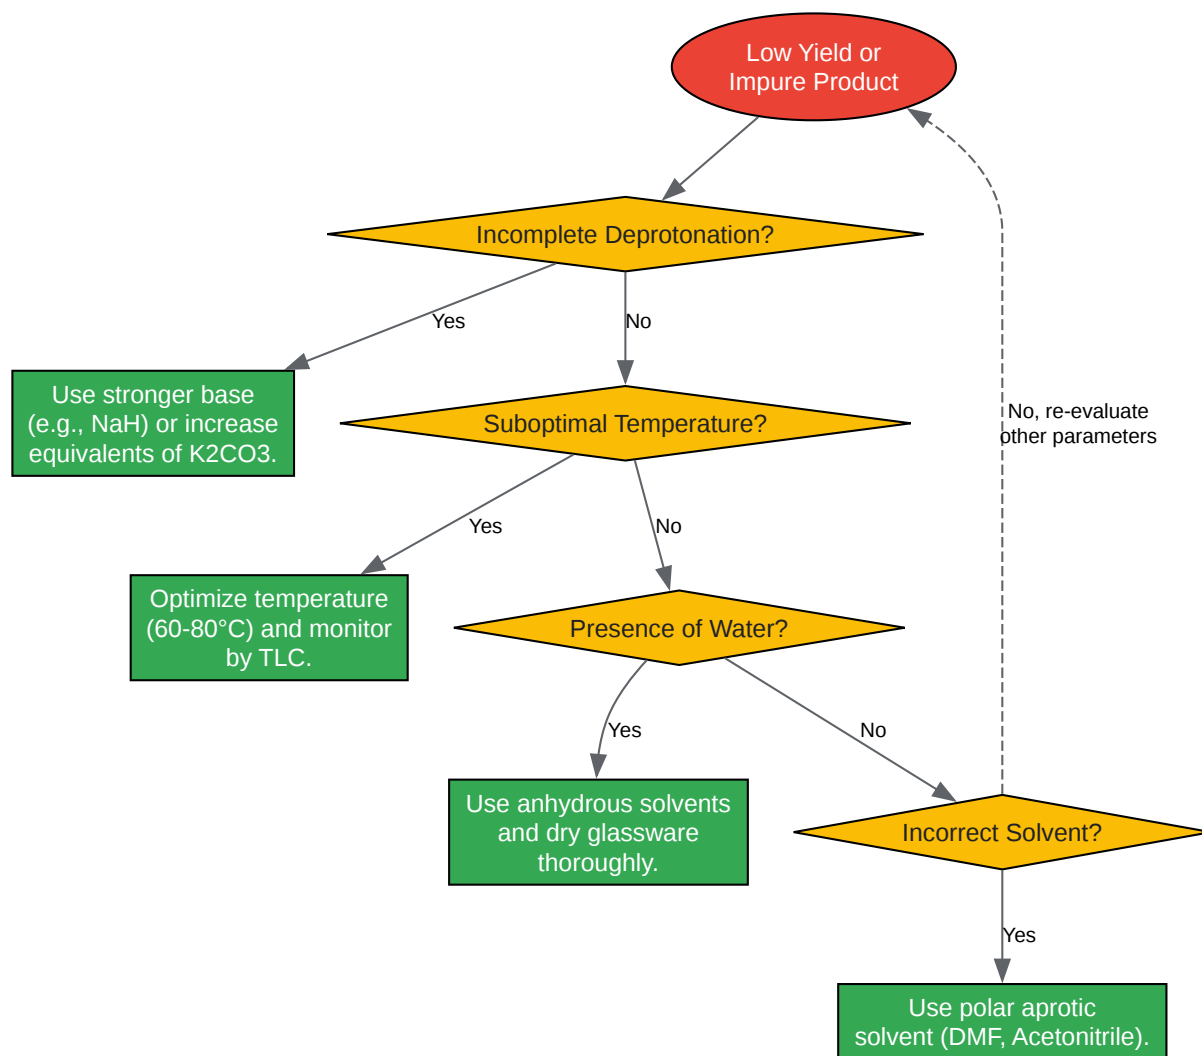 Low Yield or
Impure Product
Incomplete Deprotonation?
Yes
No
Use stronger base
(e.g., NaH) or increase
equivalents of K2CO3.
Suboptimal Temperature?
No, re-evaluate
other parameters
Yes
No
Optimize temperature
(60-80°C) and monitor
by TLC.
Presence of Water?
Yes
No
Use anhydrous solvents
and dry glassware
thoroughly.
Incorrect Solvent?
Yes
Use polar aprotic
solvent (DMF, Acetonitrile).